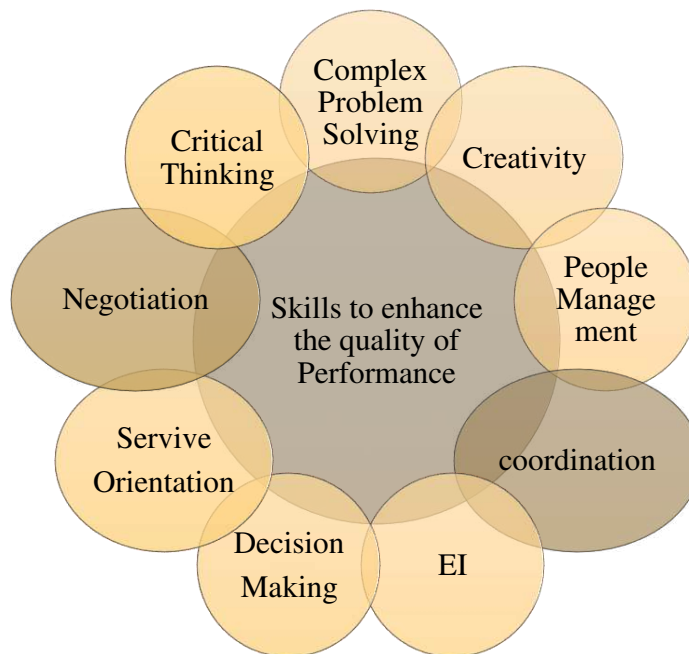 Complex
Problem
Solving
Creativity
People
Manage
ment
coordination
EI
Decision
Making
Servive
Orientation
Negotiation
Critical
Thinking
Skills to enhance
the quality of
Performance